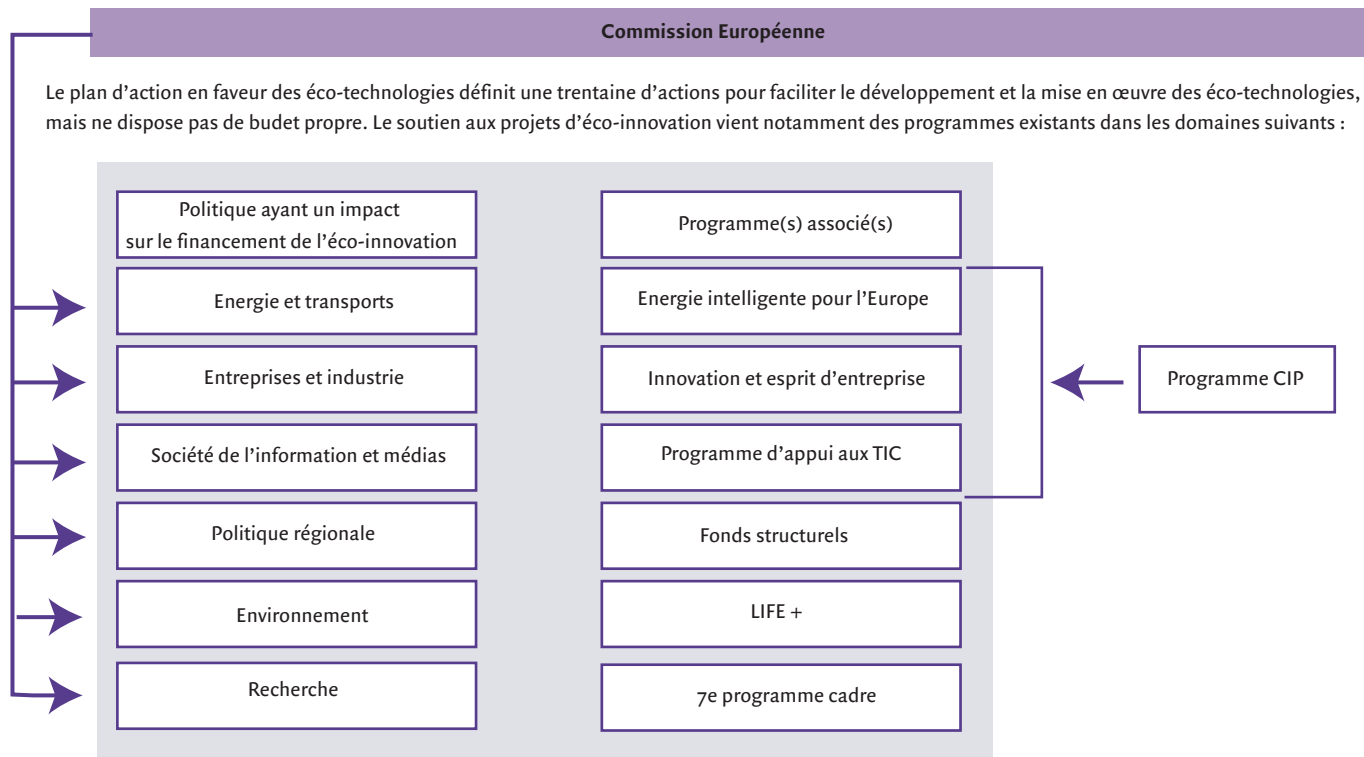 Commission Européenne
Le plan d’action en faveur des éco-technologies définit une trentaine d’actions pour faciliter le développement et la mise en œuvre des éco-technologies,
mais ne dispose pas de budet propre. Le soutien aux projets d’éco-innovation vient notamment des programmes existants dans les domaines suivants :
Politique ayant un impact
sur le financement de l’éco-innovation
Programme(s) associé(s)
Energie et transports
Energie intelligente pour l’Europe
Entreprises et industrie
Innovation et esprit d’entreprise
Programme CIP
Société de l’information et médias
Programme d’appui aux TIC
Politique régionale
Fonds structurels
Environnement
LIFE +
Recherche
7e programme cadre